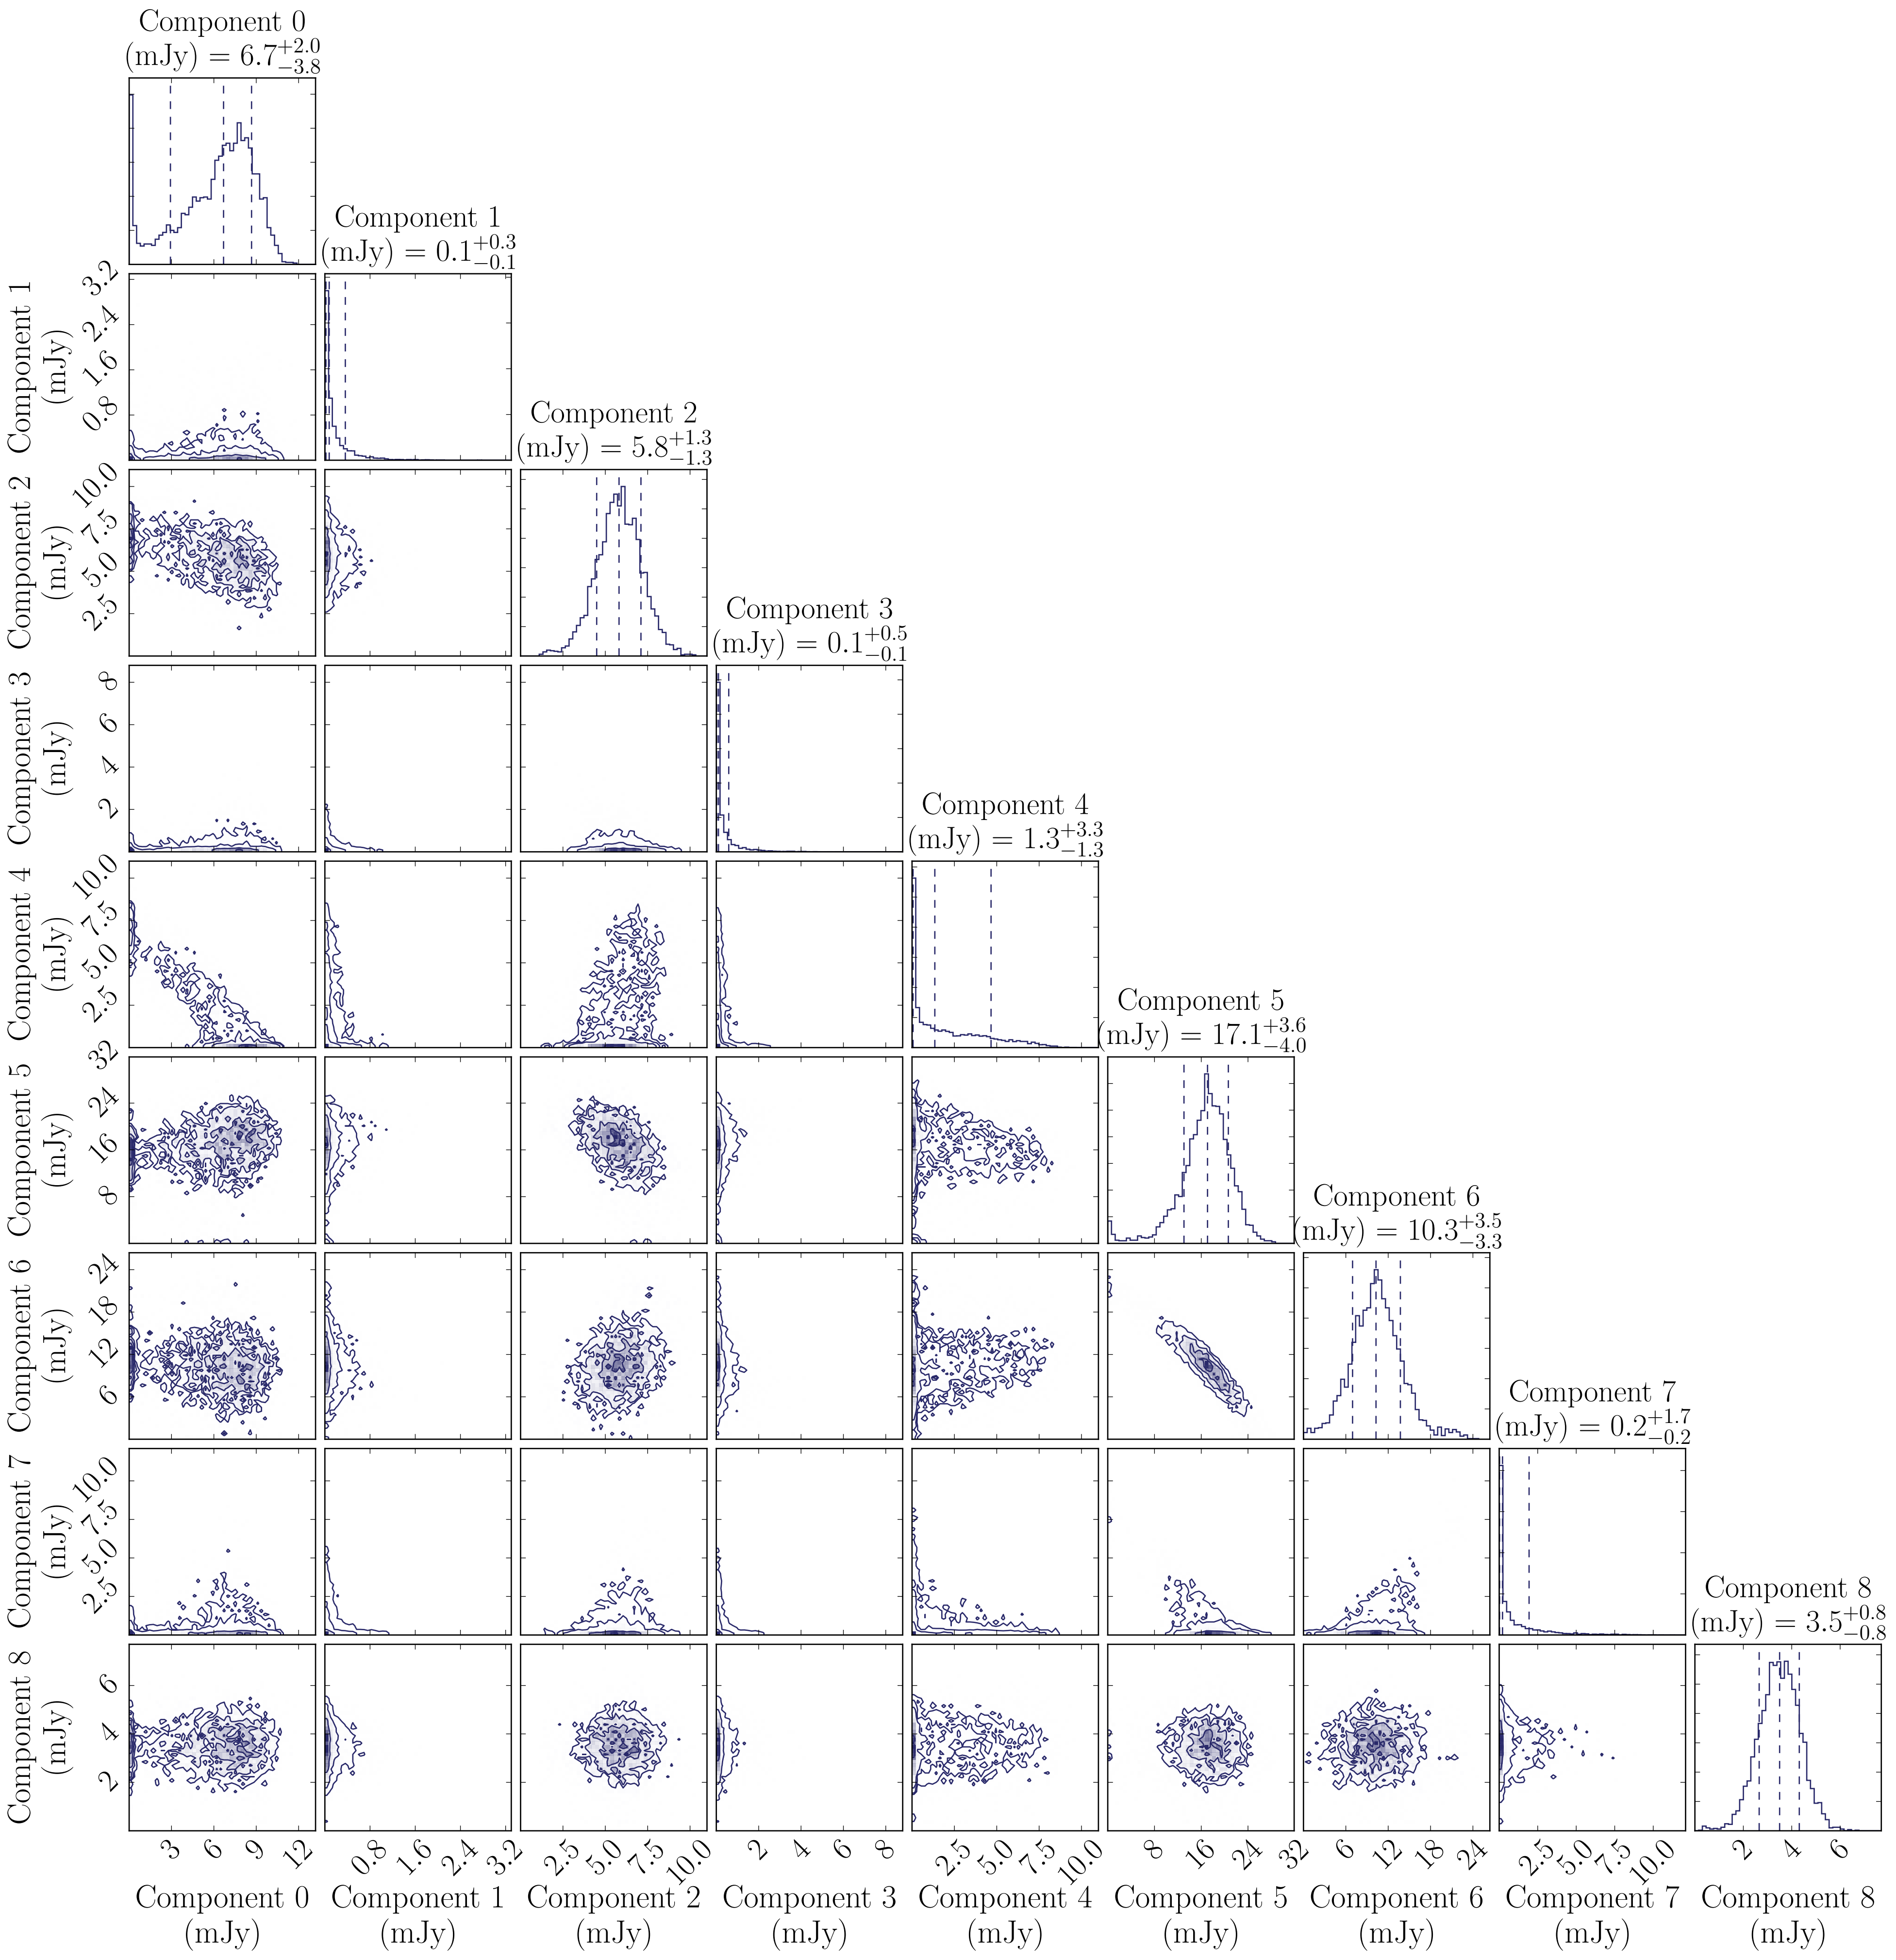 Component 0
(mJy) = 6.7+2.0−3.8
Component 1
(mJy) = 0.1+0.3−0.1
3.2
2.4
1.6
0.8
Component 1
(mJy)
Component 2
(mJy) = 5.8+1.3−1.3
10.0
7.5
5.0
2.5
Component 2
(mJy)
Component 3
(mJy) = 0.1+0.5−0.1
8
6
4
2
Component 3
(mJy)
Component 4
(mJy) = 1.3+3.3−1.3
10.0
7.5
5.0
2.5
Component 4
(mJy)
Component 5
(mJy) = 17.1+3.6−4.0
32
24
16
8
Component 5
(mJy)
Component 6
(mJy) = 10.3+3.5−3.3
24
18
12
6
Component 6
(mJy)
Component 7
(mJy) = 0.2+1.7−0.2
10.0
7.5
5.0
2.5
Component 7
(mJy)
Component 8
(mJy) = 3.5+0.8−0.8
6
4
2
Component 8
(mJy)
3 6 9 12 0.8 1.6 2.4 3.2 2.5 5.0 7.5 10.0 2 4 6 8 2.5 5.0 7.5 10.0 8 16 24 32 6 12 18 24 2.5 5.0 7.5 10.0 2 4 6
Component 0 Component 1 Component 2 Component 3 Component 4 Component 5 Component 6 Component 7 Component 8
(mJy) (mJy) (mJy) (mJy) (mJy) (mJy) (mJy) (mJy) (mJy)